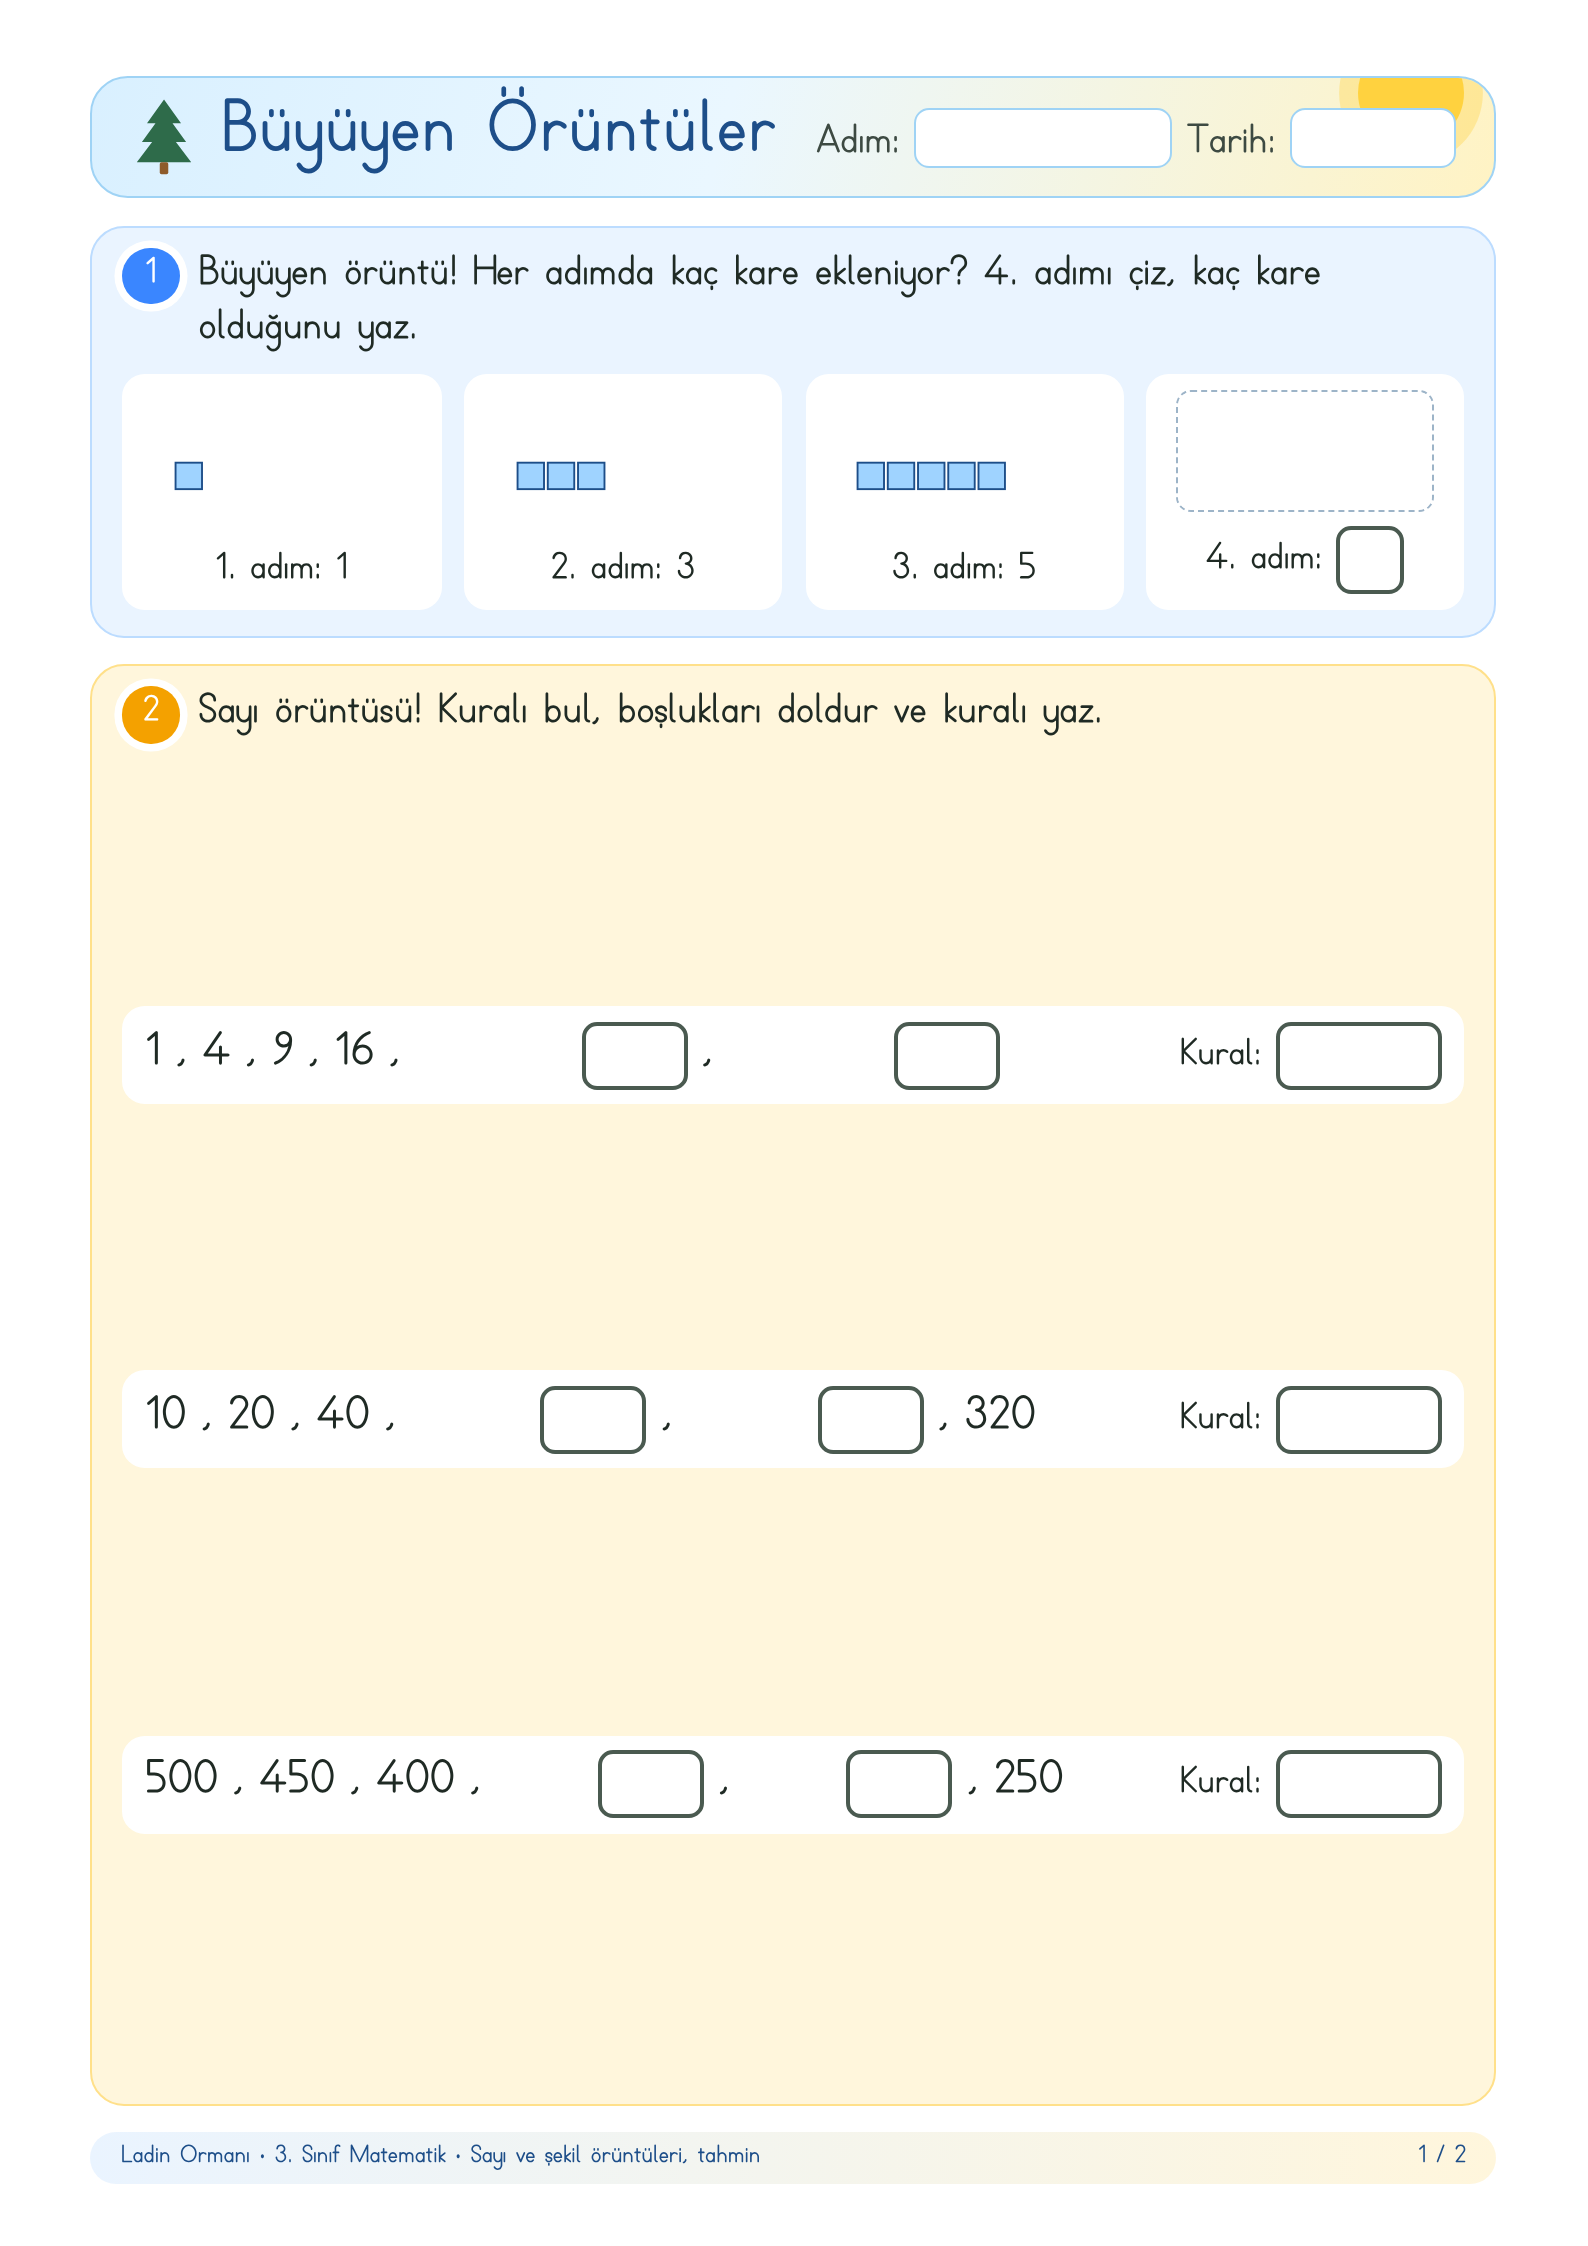 Büyüyen Örüntüler Adım: Tarih:
1 Büyüyen örüntü! Her adımda kaç kare ekleniyor? 4. adımı çiz, kaç kare
olduğunu yaz.
1. adım: 1 2. adım: 3 3. adım: 5 4. adım:
2 Sayı örüntüsü! Kuralı bul, boşlukları doldur ve kuralı yaz.
1 , 4 , 9 , 16 , , Kural:
10 , 20 , 40 , , , 320 Kural:
500 , 450 , 400 , , , 250 Kural:
Ladin Ormanı • 3. Sınıf Matematik • Sayı ve şekil örüntüleri, tahmin 1 / 2